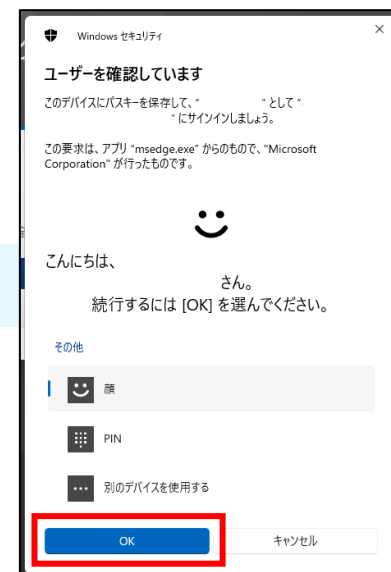 Windows セキュリティ
ユーザーを確認しています
このデバイスにパスキーを保存して、" " として "
" にサインインしましょう。
この要求は、アプリ "msedge.exe" からのもので、"Microsoft
Corporation" が行ったものです。
こんにちは、
さん。
続行するには [OK] を選んでください。
その他
顔
PIN
別のデバイスを使用する
OK
キャンセル